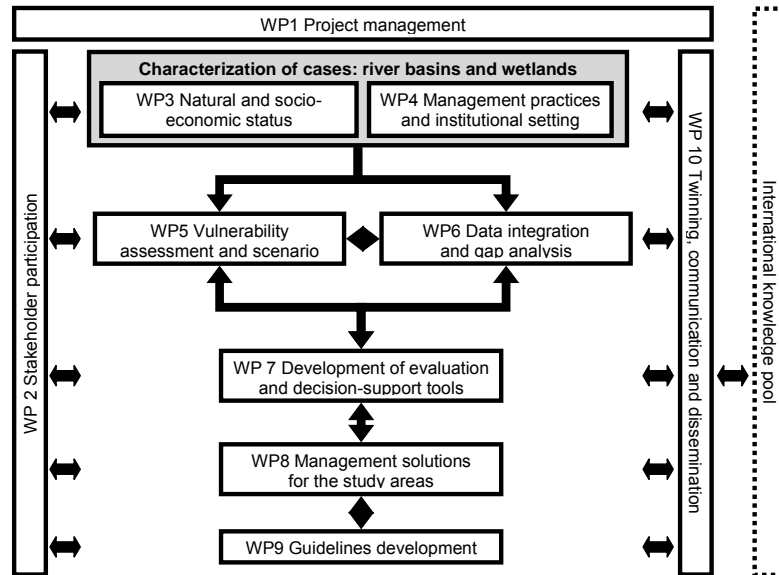 WP1 Project management
Characterization of cases: river basins and wetlands
WP3 Natural and socio-
economic status
WP4 Management practices
and institutional setting
WP5 Vulnerability
assessment and scenario
WP6 Data integration
and gap analysis
WP 7 Development of evaluation
and decision-support tools
WP8 Management solutions
for the study areas
WP9 Guidelines development
WP 2 Stakeholder participation
WP 10 Twinning, communication and dissemination
International knowledge pool